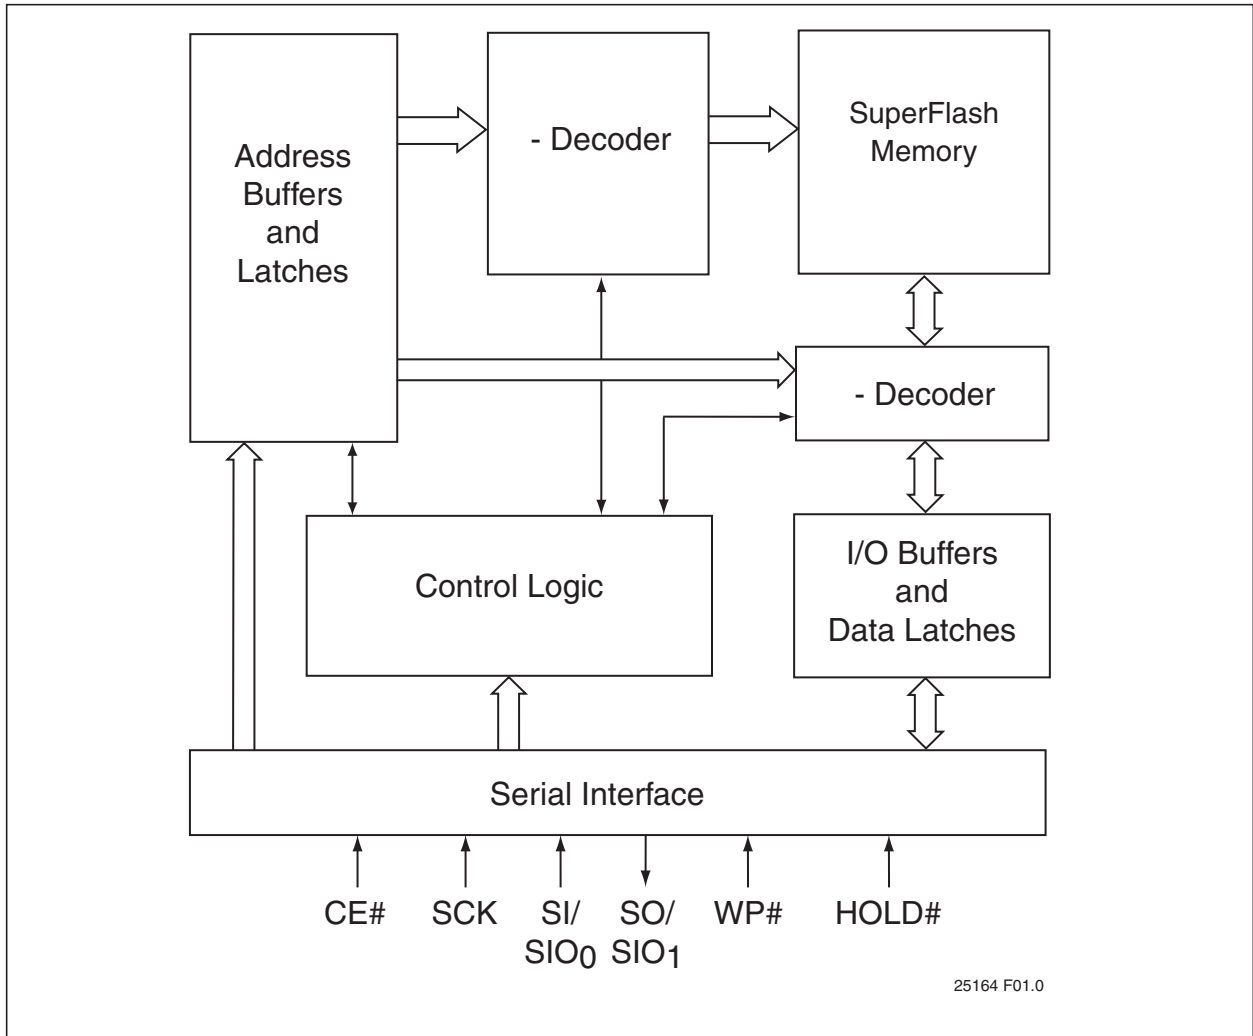 Address
Buffers
and
Latches
- Decoder
SuperFlash
Memory
- Decoder
Control Logic
I/O Buffers
and
Data Latches
Serial Interface
CE#
SCK
SI/
SIO0
SO/
SIO1
WP#
HOLD#
25164 F01.0